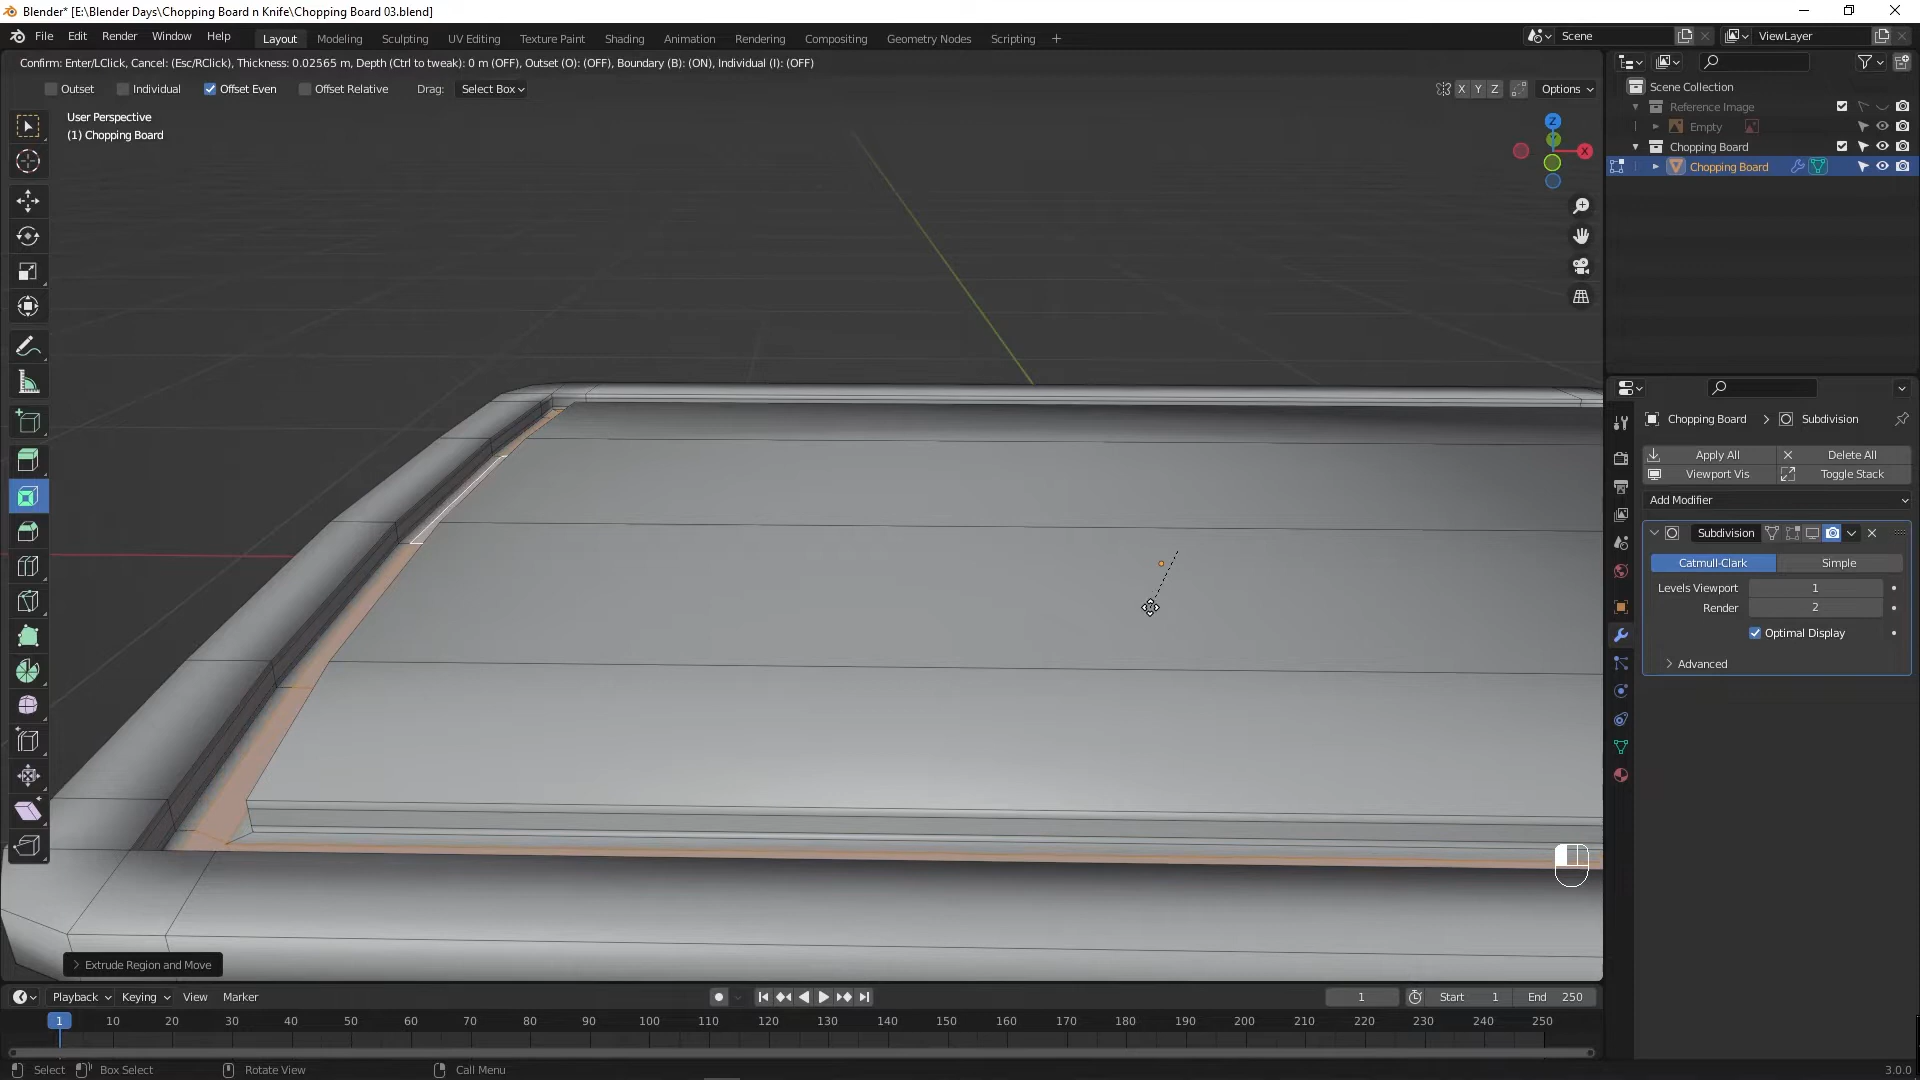 Blender* [E:\Blender Days\Chopping Board n Knife\Chopping Board 03.blend]
File Edit Render Window Help Layout Modeling Sculpting UV Editing Texture Paint Shading Animation Rendering Compositing Geometry Nodes Scripting + Scene ViewLayer
Confirm: Enter/LClick, Cancel: (Esc/RClick), Thickness: 0.02565 m, Depth (Ctrl to tweak): 0 m (OFF), Outset (O): (OFF), Boundary (B): (ON), Individual (I): (OFF)
Outset Individual Offset Even Offset Relative Drag: Select Box X Y Z Options
User Perspective
(1) Chopping Board
Z
X
Scene Collection
Reference Image
Empty
Chopping Board
Chopping Board
Chopping Board > Subdivision
Apply All Delete All
Viewport Vis Toggle Stack
Add Modifier
Subdivision
Catmull-Clark Simple
Levels Viewport 1
Render 2
Optimal Display
Advanced
Extrude Region and Move
Playback Keying View Marker 1 Start 1 End 250
1 10 20 30 40 50 60 70 80 90 100 110 120 130 140 150 160 170 180 190 200 210 220 230 240 250
Select Box Select Rotate View Call Menu 3.0.0